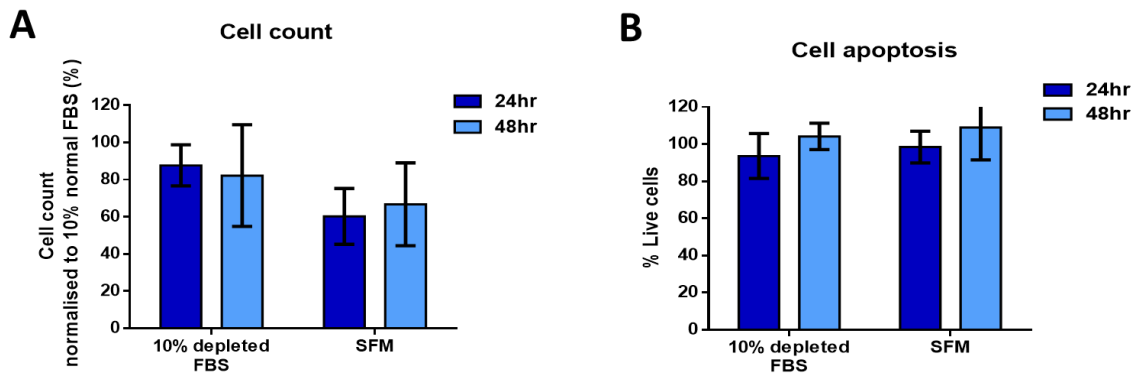 A
Cell count
Cell count
normalised to 10% normal FBS (%)
120
100
80
60
40
20
0
10% depleted
FBS
SFM
24hr
48hr
B
Cell apoptosis
% Live cells
120
100
80
60
40
20
0
10% depleted
FBS
SFM
24hr
48hr